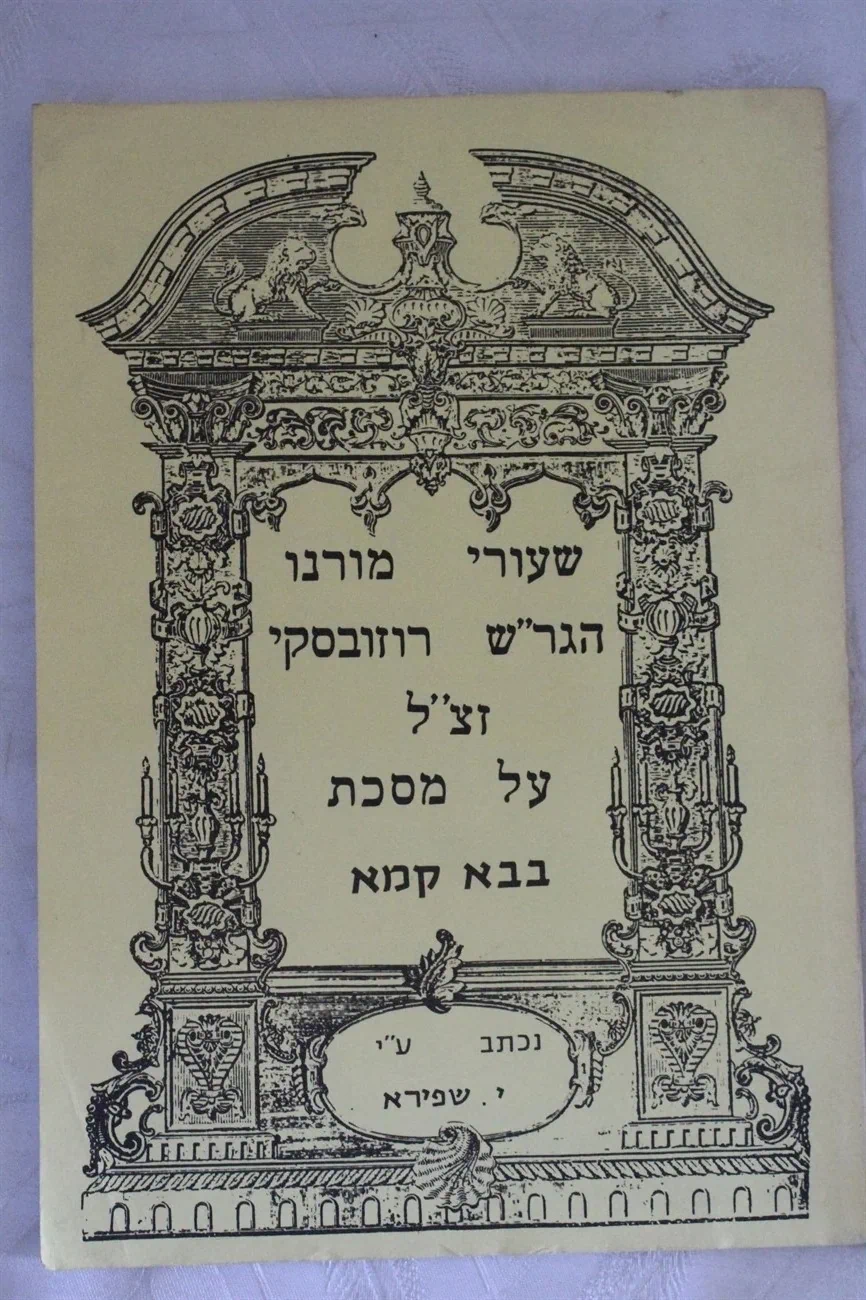 שעורי מורנו
הגר"ש רוזובסקי
זצ"ל
על מסכת
בבא קמא
נכתב ע"י
י. שפירא